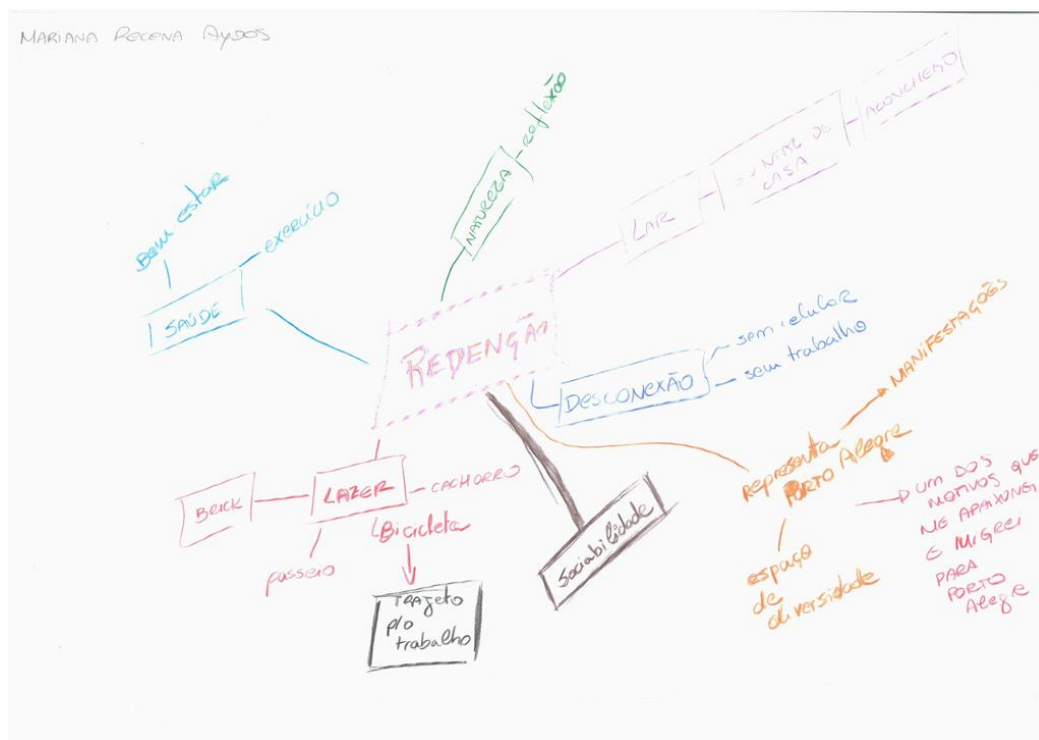 MARIANA RECENA AYDOS
reflexão
NATUREZA
ACONCHEGO
CASA
LAR
Bem estar
exercício
SAÚDE
REDENÇÃO
DESCONEXÃO
sem celular
sem trabalho
MANIFESTAÇÕES
Representa
PORTO Alegre
UM DOS
MOTIVOS QUE
ME APAIXONEI
E MIGREI
PARA
PORTO
Alegre
espaço
de
diversidade
Sociabilidade
BRICK
LAZER
CACHORRO
Bicicleta
passeio
TRAJETO
p/o
trabalho